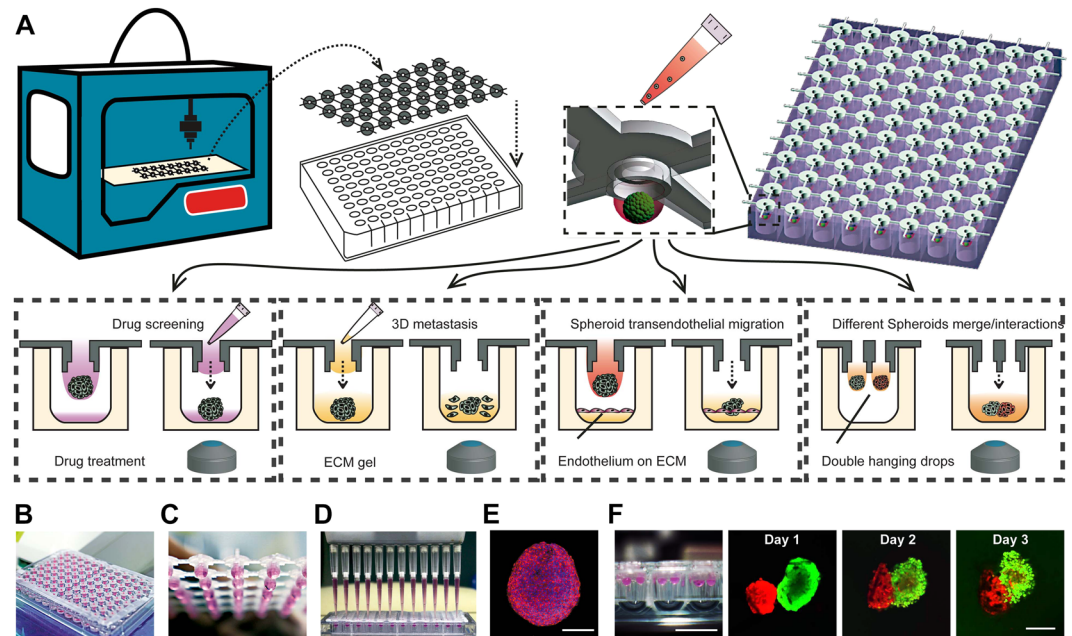 A
Drug screening
Drug treatment
3D metastasis
ECM gel
Spheroid transendothelial migration
Endothelium on ECM
Different Spheroids merge/interactions
Double hanging drops
B
C
D
E
F
Day 1
Day 2
Day 3